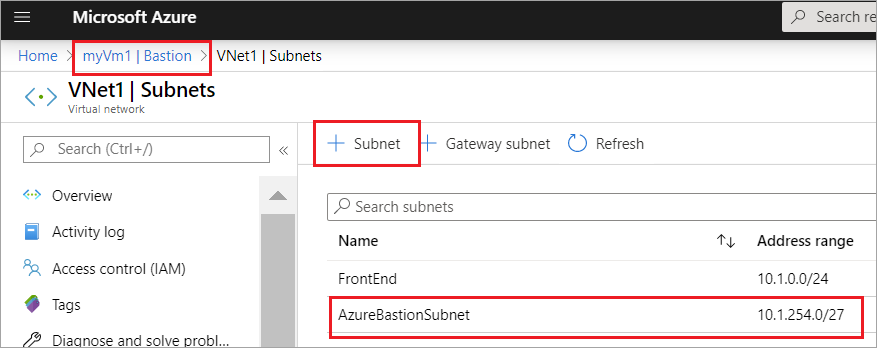 Microsoft Azure
Search re
Home > myVm1 | Bastion > VNet1 | Subnets
VNet1 | Subnets
Virtual network
Search (Ctrl+/)
«
Overview
Activity log
Access control (IAM)
Tags
Diagnose and solve probl...
+ Subnet + Gateway subnet Refresh
Search subnets
Name ↑↓ Address range
FrontEnd 10.1.0.0/24
AzureBastionSubnet 10.1.254.0/27